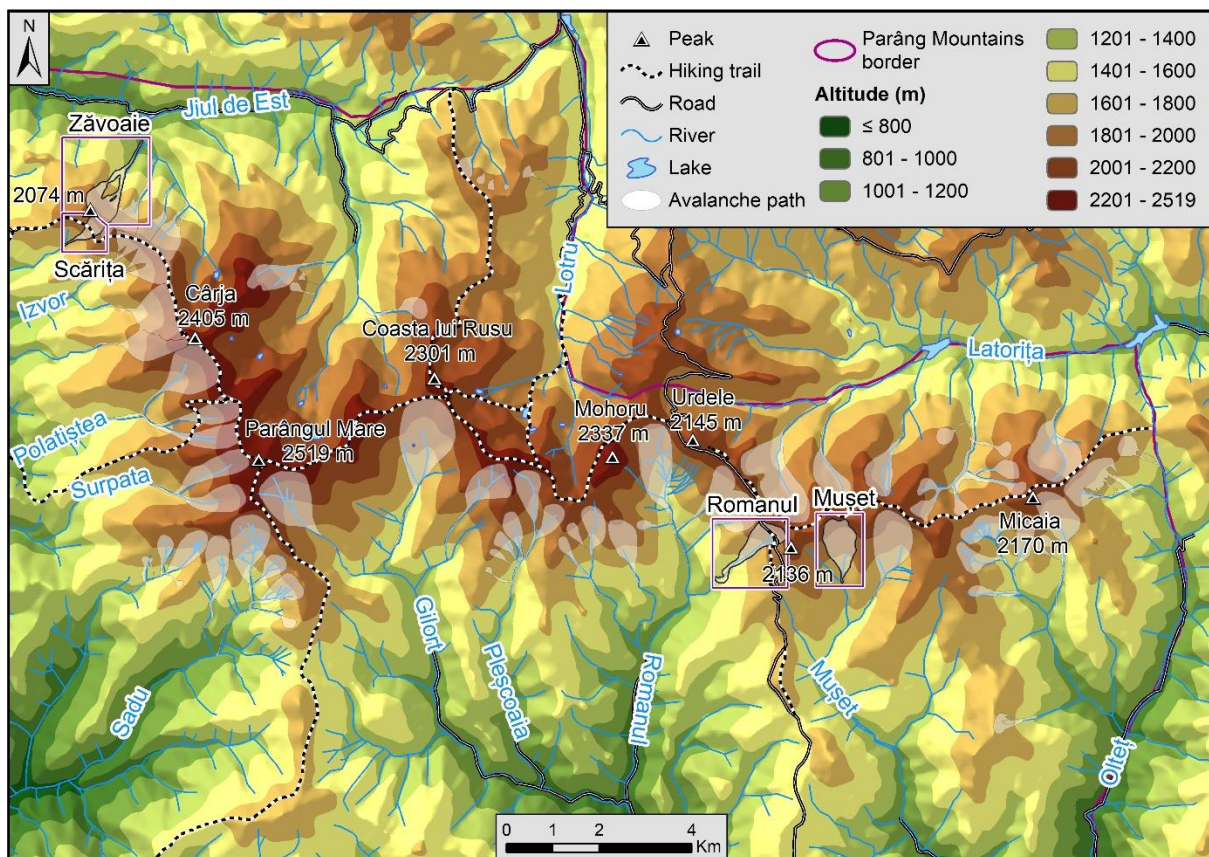 N
Peak
Hiking trail
Road
River
Lake
Avalanche path
Parâng Mountains
border
Altitude (m)
≤ 800
801 - 1000
1001 - 1200
1201 - 1400
1401 - 1600
1601 - 1800
1801 - 2000
2001 - 2200
2201 - 2519
Jiul de Est
Zăvoaie
2074 m
Scărița
Izvor
Cârja
2405 m
Coasta lui Rusu
2301 m
Lotru
Latorița
Urdele
2145 m
Mohoru
2337 m
Parângul Mare
2519 m
Polatiștea
Surpata
Romanul
Mușet
2136 m
Micaia
2170 m
Gilort
Pleșcoaia
Romanul
Mușet
Sadu
Olteț
0 1 2 4
Km